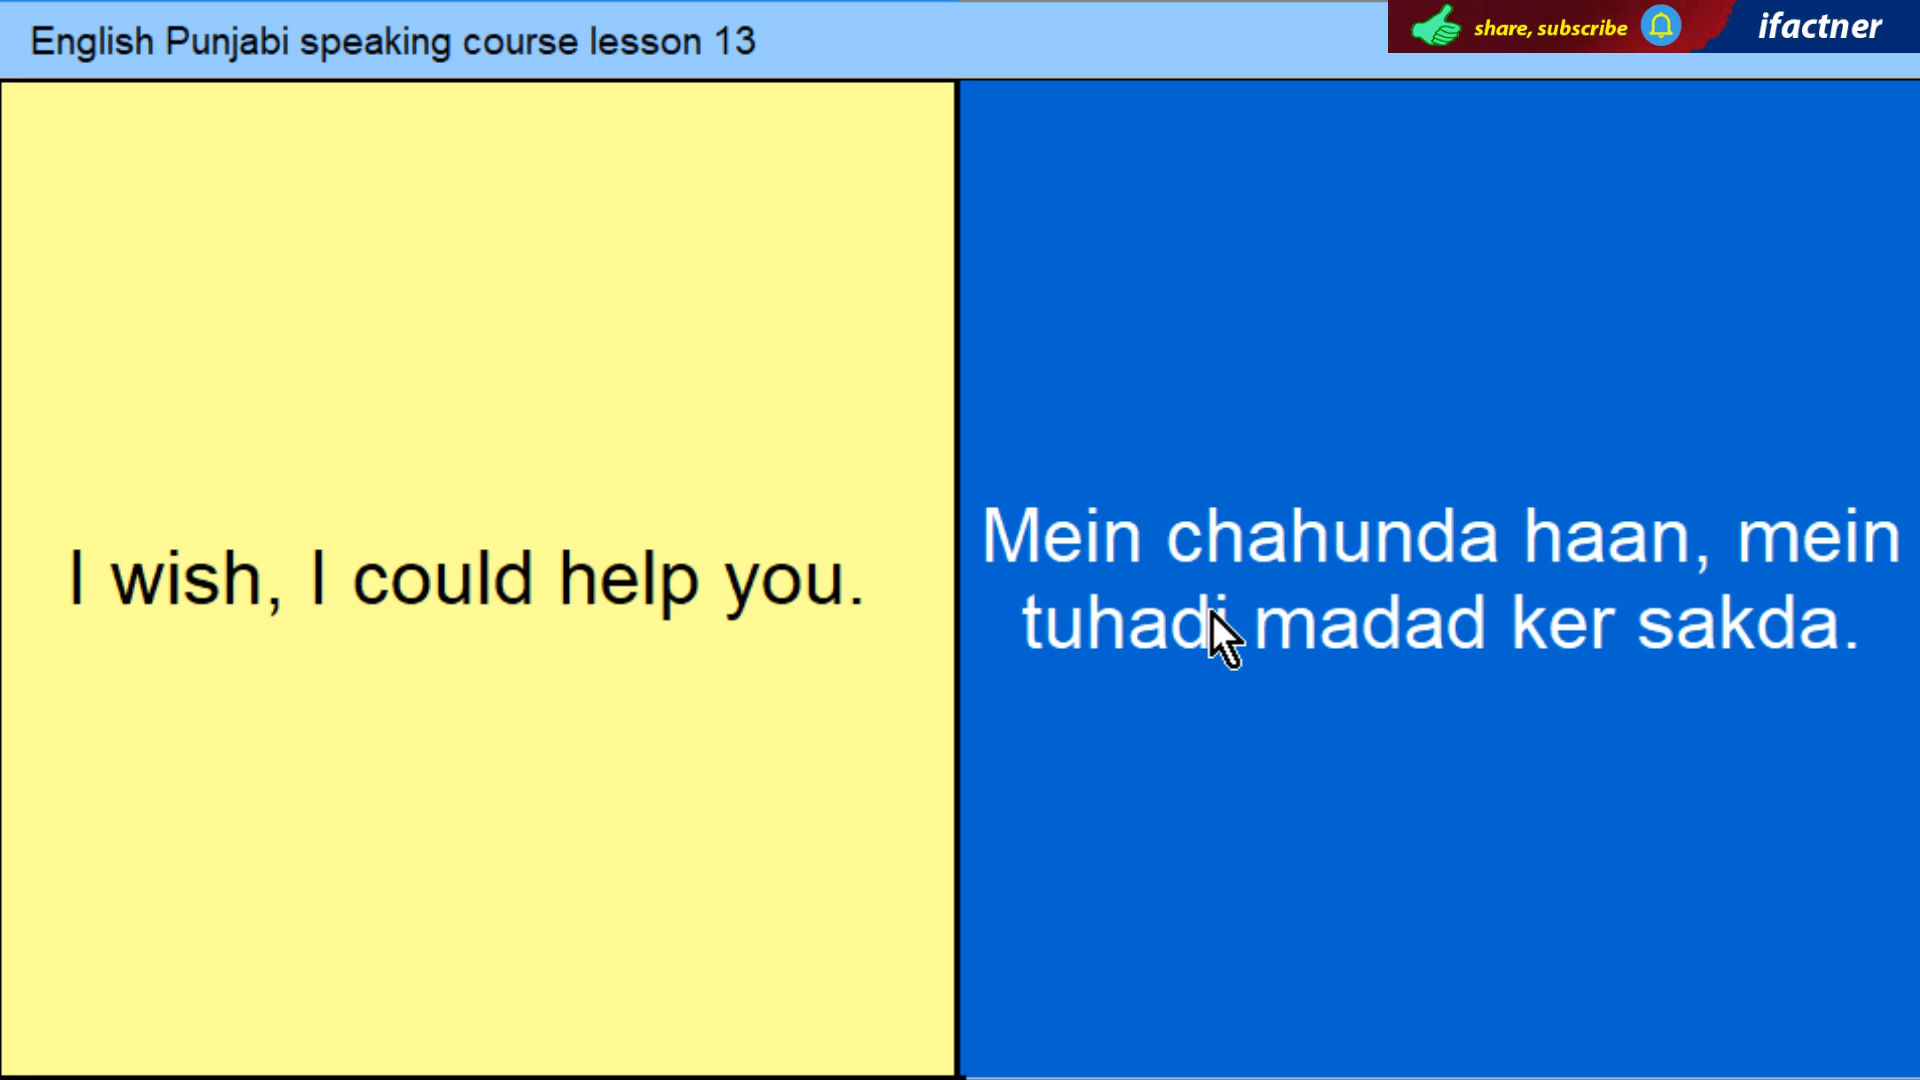 English Punjabi speaking course lesson 13
share, subscribe
ifactner
I wish, I could help you.
Mein chahunda haan, mein
tuhadi madad ker sakda.